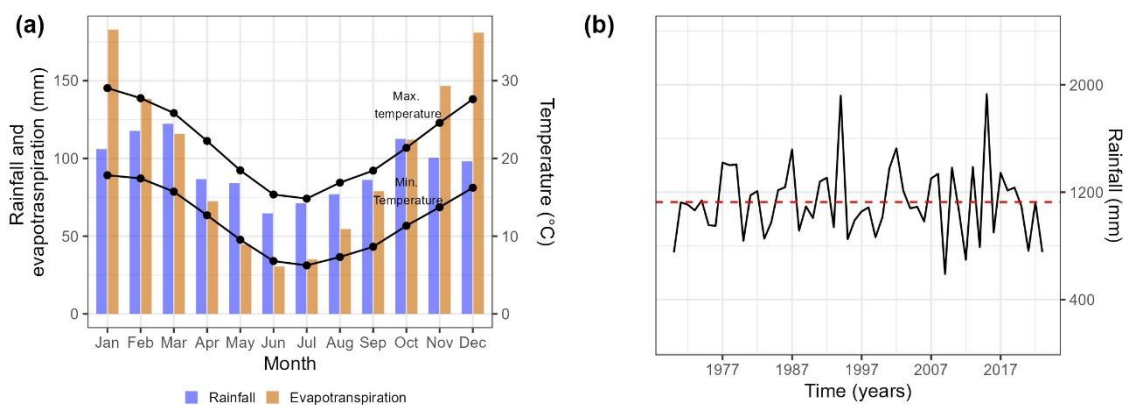 (a)
Rainfall and
evapotrasnpiration (mm)
150
100
50
0
30
20
10
0
Temperature (°C)
Max.
temperature
Min.
Temperature
Jan Feb Mar Apr May Jun Jul Aug Sep Oct Nov Dec
Month
Rainfall Evapotranspiration
(b)
2000
1200
400
Rainfall (mm)
1977 1987 1997 2007 2017
Time (years)